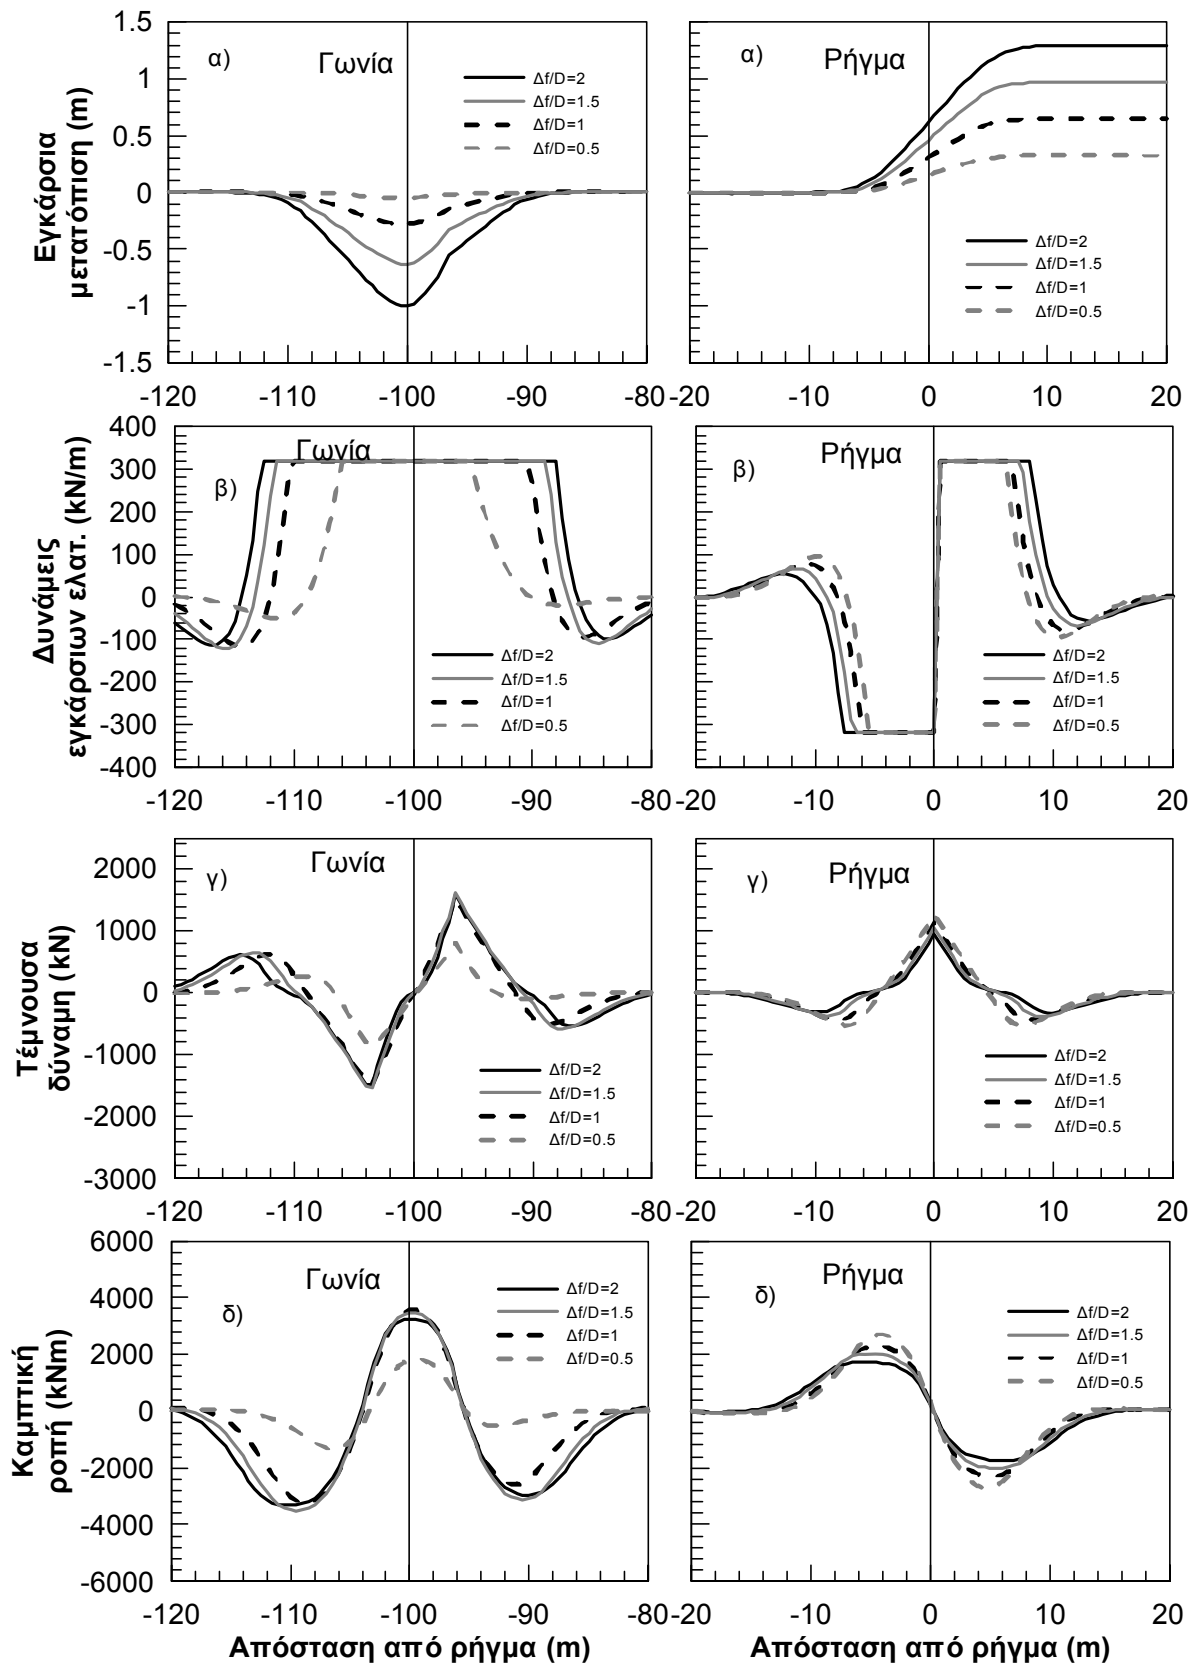 α)
Γωνία
Δf/D=2
Δf/D=1.5
Δf/D=1
Δf/D=0.5
1.5
1
0.5
0
-0.5
-1
-1.5
Εγκάρσια
μετατόπιση (m)
-120
-110
-100
-90
-80
α)
Ρήγμα
Δf/D=2
Δf/D=1.5
Δf/D=1
Δf/D=0.5
-20
-10
0
10
20
β)
Γωνία
Δf/D=2
Δf/D=1.5
Δf/D=1
Δf/D=0.5
400
300
200
100
0
-100
-200
-300
-400
Δυνάμεις
εγκάρσιων ελατ. (kN/m)
-120
-110
-100
-90
-80
β)
Ρήγμα
Δf/D=2
Δf/D=1.5
Δf/D=1
Δf/D=0.5
-20
-10
0
10
20
γ)
Γωνία
Δf/D=2
Δf/D=1.5
Δf/D=1
Δf/D=0.5
2000
1000
0
-1000
-2000
-3000
Τέμνουσα
δύναμη (kN)
-120
-110
-100
-90
-80
γ)
Ρήγμα
Δf/D=2
Δf/D=1.5
Δf/D=1
Δf/D=0.5
-20
-10
0
10
20
δ)
Γωνία
Δf/D=2
Δf/D=1.5
Δf/D=1
Δf/D=0.5
6000
4000
2000
0
-2000
-4000
-6000
Καμπτική
ροπή (kNm)
-120
-110
-100
-90
-80
Απόσταση από ρήγμα (m)
δ)
Ρήγμα
Δf/D=2
Δf/D=1.5
Δf/D=1
Δf/D=0.5
-20
-10
0
10
20
Απόσταση από ρήγμα (m)